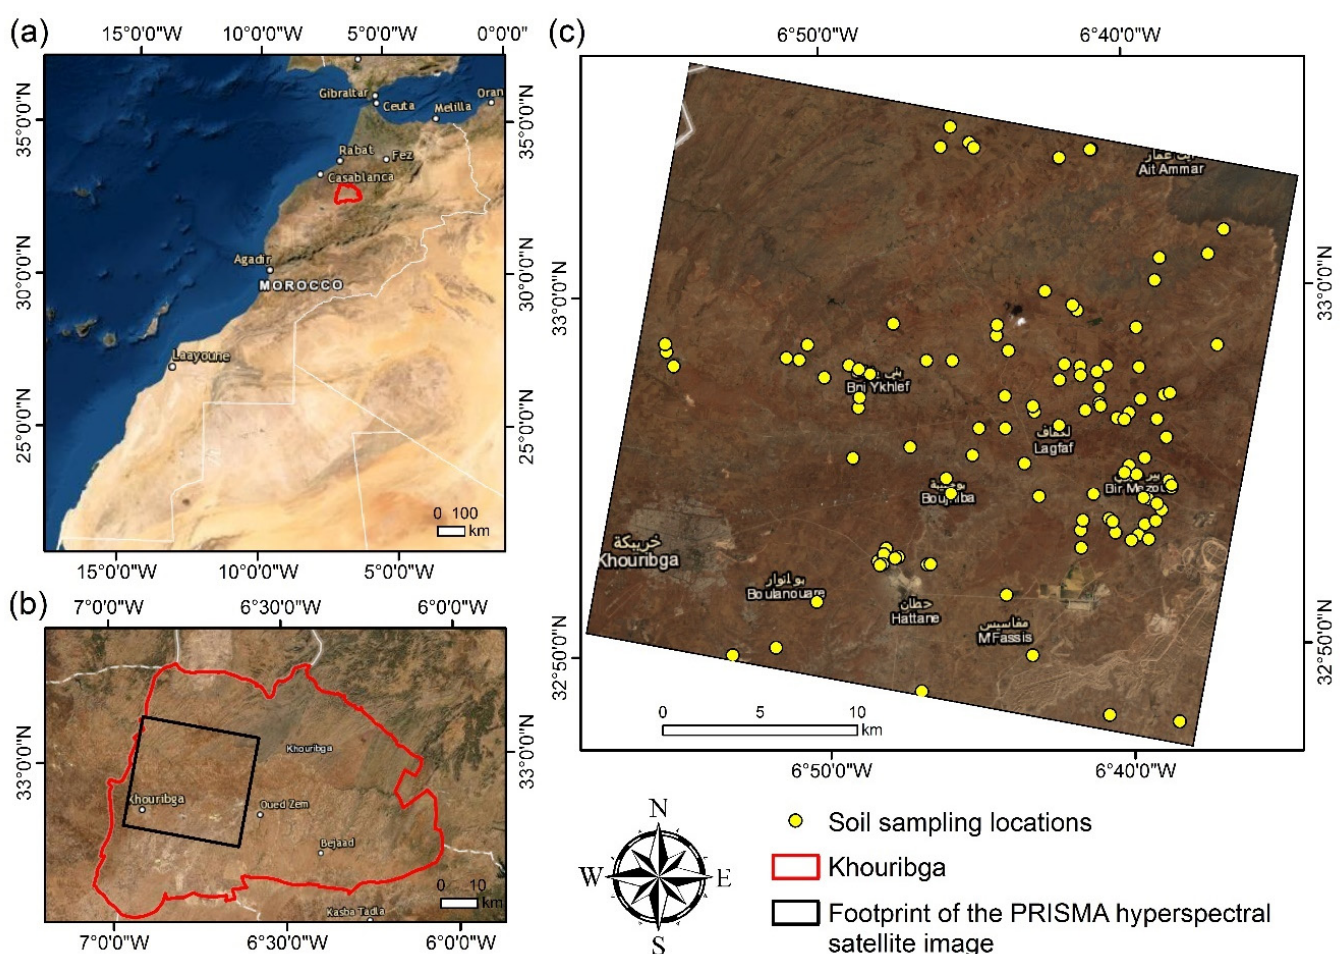 (a)
15°0'0"W 10°0'0"W 5°0'0"W 0°0'0"
35°0'0"N
30°0'0"N
25°0'0"N
Gibraltar
Ceuta
Melilla
Oran
Rabat
Fez
Casablanca
Agadir
MOROCCO
Laayoune
0 100
km
35°0'0"N
30°0'0"N
25°0'0"N
15°0'0"W 10°0'0"W 5°0'0"W
(b)
7°0'0"W 6°30'0"W 6°0'0"W
33°0'0"N
Khouribga
Khouribga
Oued Zem
Bejaad
Kasba Tadla
0 10
km
33°0'0"N
7°0'0"W 6°30'0"W 6°0'0"W
(c)
6°50'0"W 6°40'0"W
33°0'0"N
32°50'0"N
Ait Ammar
بني
Bni Ykhlef
لفاف
Lagfaf
Bir Mezoui
Boujniba
خريبكة
Khouribga
بولنوار
Boulanouare
حطان
Hattane
مفاسيس
M'Fassis
0 5 10
km
33°0'0"N
32°50'0"N
6°50'0"W 6°40'0"W
N
W E
S
Soil sampling locations
Khouribga
Footprint of the PRISMA hyperspectral
satellite image